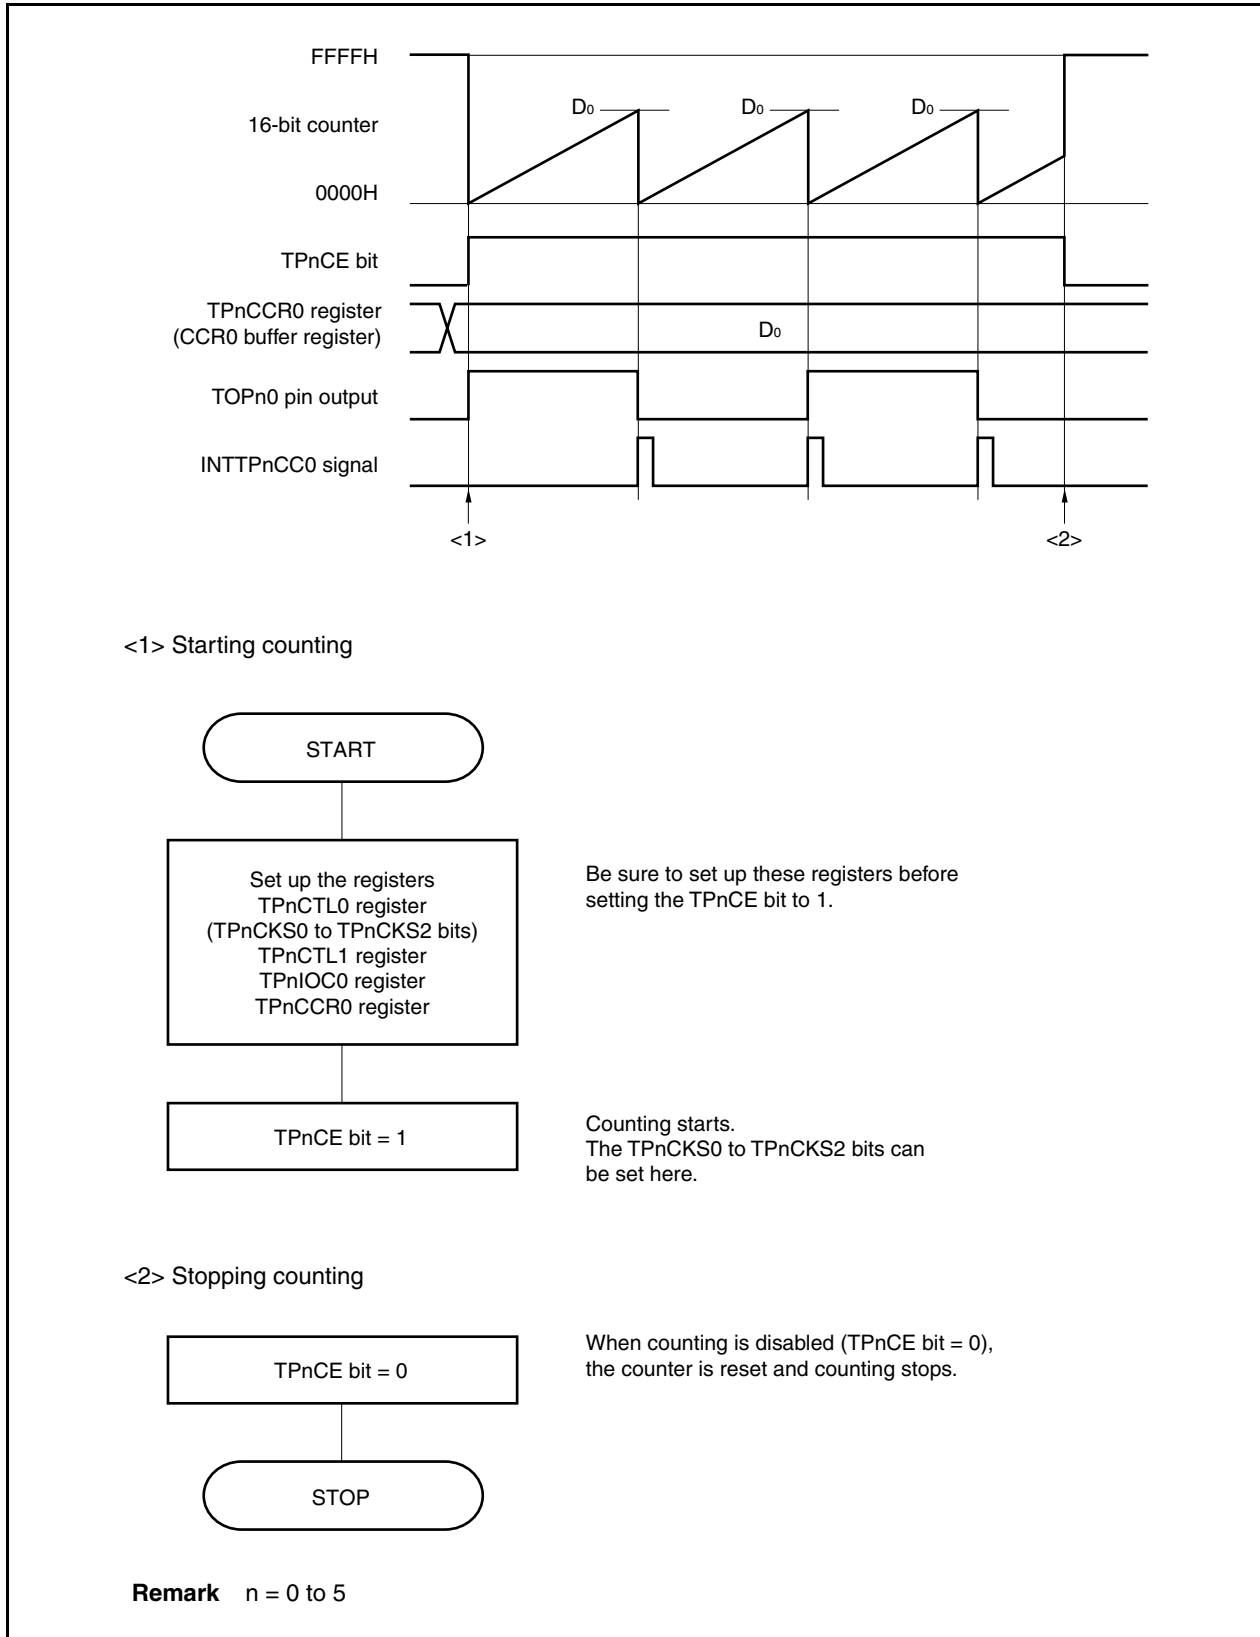 FFFFH
D0 D0 D0
16-bit counter
0000H
TPnCE bit
TPnCCR0 register
(CCR0 buffer register)
D0
TOPn0 pin output
INTTPnCC0 signal
<1> <2>
<1> Starting counting
START
Set up the registers
TPnCTL0 register
(TPnCKS0 to TPnCKS2 bits)
TPnCTL1 register
TPnIOC0 register
TPnCCR0 register
Be sure to set up these registers before
setting the TPnCE bit to 1.
TPnCE bit = 1
Counting starts.
The TPnCKS0 to TPnCKS2 bits can
be set here.
<2> Stopping counting
TPnCE bit = 0
When counting is disabled (TPnCE bit = 0),
the counter is reset and counting stops.
STOP
Remark n = 0 to 5